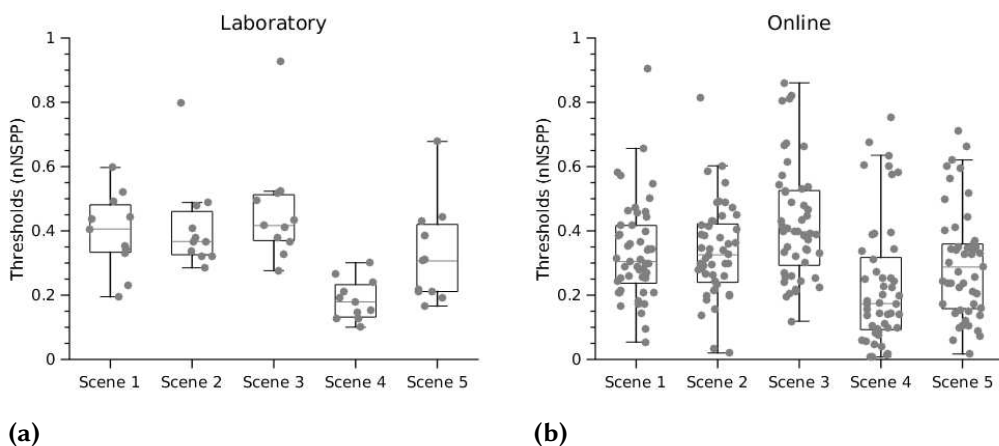 Laboratory
Thresholds (nNSPP)
1
0.8
0.6
0.4
0.2
0
Scene 1 Scene 2 Scene 3 Scene 4 Scene 5
(a)
Online
Thresholds (nNSPP)
1
0.8
0.6
0.4
0.2
0
Scene 1 Scene 2 Scene 3 Scene 4 Scene 5
(b)